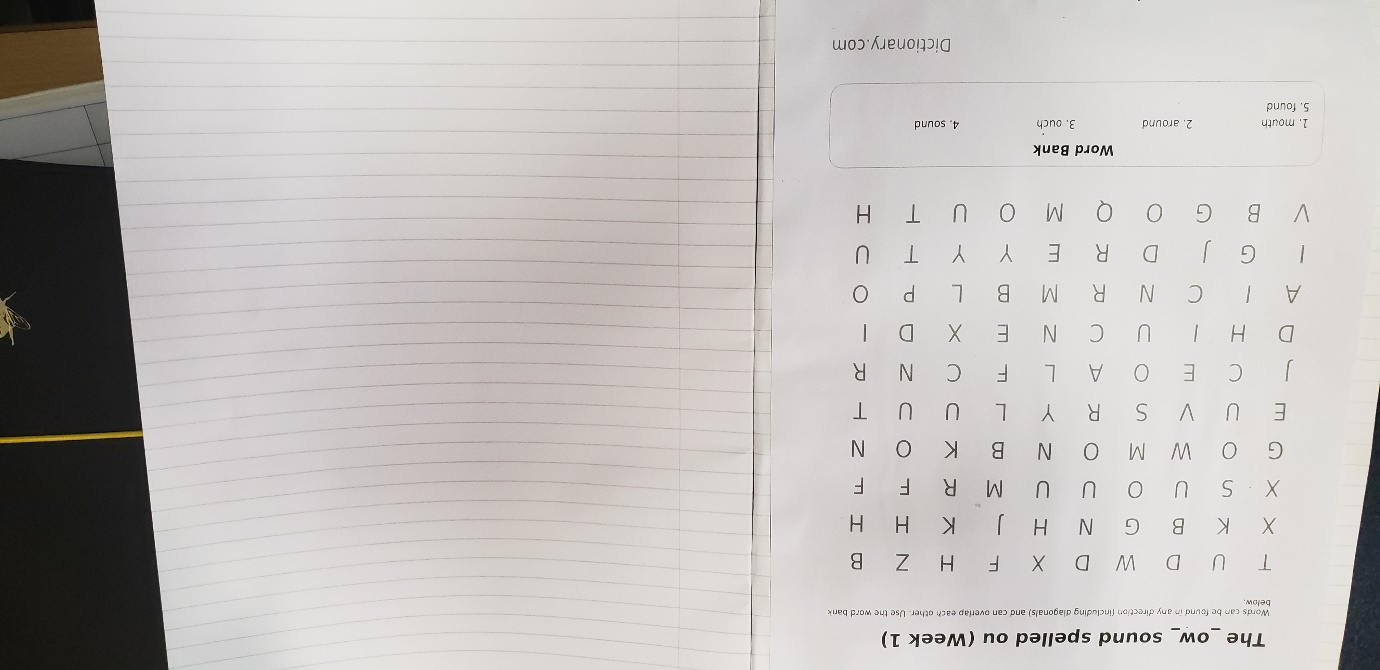 The _ow_ sound spelled ou (Week 1)
Words can be found in any direction (including diagonals) and can overlap each other. Use the word bank
below.
T U D W D X F H Z B
X K B G N H J K H H
X S U O U U M R F F
G O W M O N B K O N
E U V S R Y L U U T
J C E O A L F C N R
D H I U C N E X D I
A I C N R M B L P O
I G J D R E Y Y T U
V B G O Q M O U T H
Word Bank
1. mouth 2. around 3. ouch 4. sound
5. found
Dictionary.com